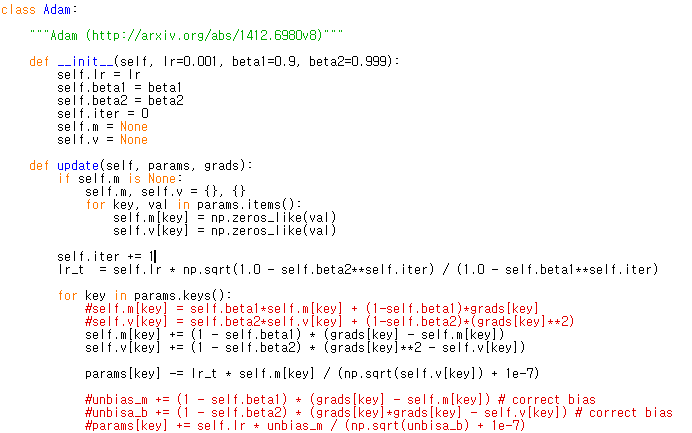 class Adam:
    """Adam (http://arxiv.org/abs/1412.6980v8)"""
    def __init__(self, lr=0.001, beta1=0.9, beta2=0.999):
        self.lr = lr
        self.beta1 = beta1
        self.beta2 = beta2
        self.iter = 0
        self.m = None
        self.v = None
    def update(self, params, grads):
        if self.m is None:
            self.m, self.v = {}, {}
            for key, val in params.items():
                self.m[key] = np.zeros_like(val)
                self.v[key] = np.zeros_like(val)
        self.iter += 1
        lr_t  = self.lr * np.sqrt(1.0 - self.beta2**self.iter) / (1.0 - self.beta1**self.iter)
        for key in params.keys():
            #self.m[key] = self.beta1*self.m[key] + (1-self.beta1)*grads[key]
            #self.v[key] = self.beta2*self.v[key] + (1-self.beta2)*(grads[key]**2)
            self.m[key] += (1 - self.beta1) * (grads[key] - self.m[key])
            self.v[key] += (1 - self.beta2) * (grads[key]**2 - self.v[key])
            params[key] -= lr_t * self.m[key] / (np.sqrt(self.v[key]) + 1e-7)
            #unbias_m += (1 - self.beta1) * (grads[key] - self.m[key]) # correct bias
            #unbisa_b += (1 - self.beta2) * (grads[key]*grads[key] - self.v[key]) # correct bias
            #params[key] += self.lr * unbias_m / (np.sqrt(unbisa_b) + 1e-7)